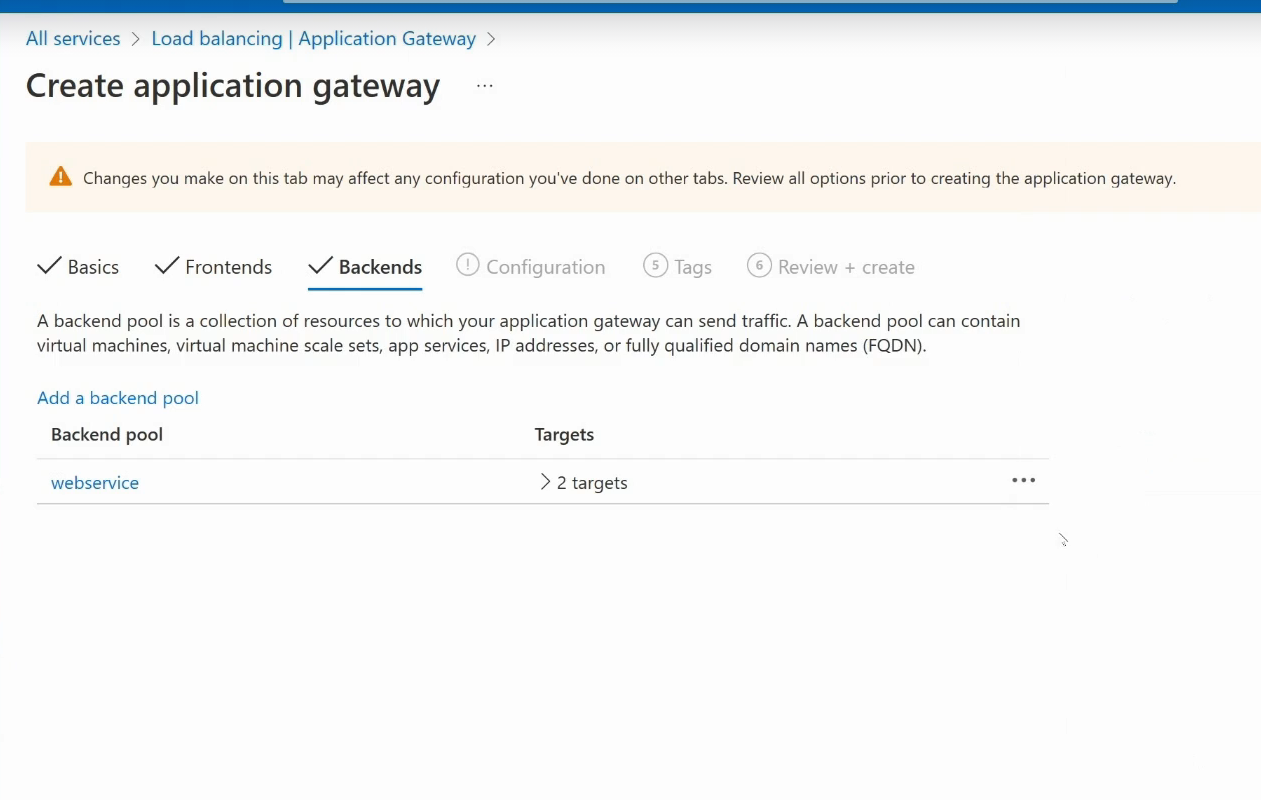 All services > Load balancing | Application Gateway >
Create application gateway ...
Changes you make on this tab may affect any configuration you've done on other tabs. Review all options prior to creating the application gateway.
Basics Frontends Backends ! Configuration 5 Tags 6 Review + create
A backend pool is a collection of resources to which your application gateway can send traffic. A backend pool can contain
virtual machines, virtual machine scale sets, app services, IP addresses, or fully qualified domain names (FQDN).
Add a backend pool
Backend pool Targets
webservice > 2 targets ...